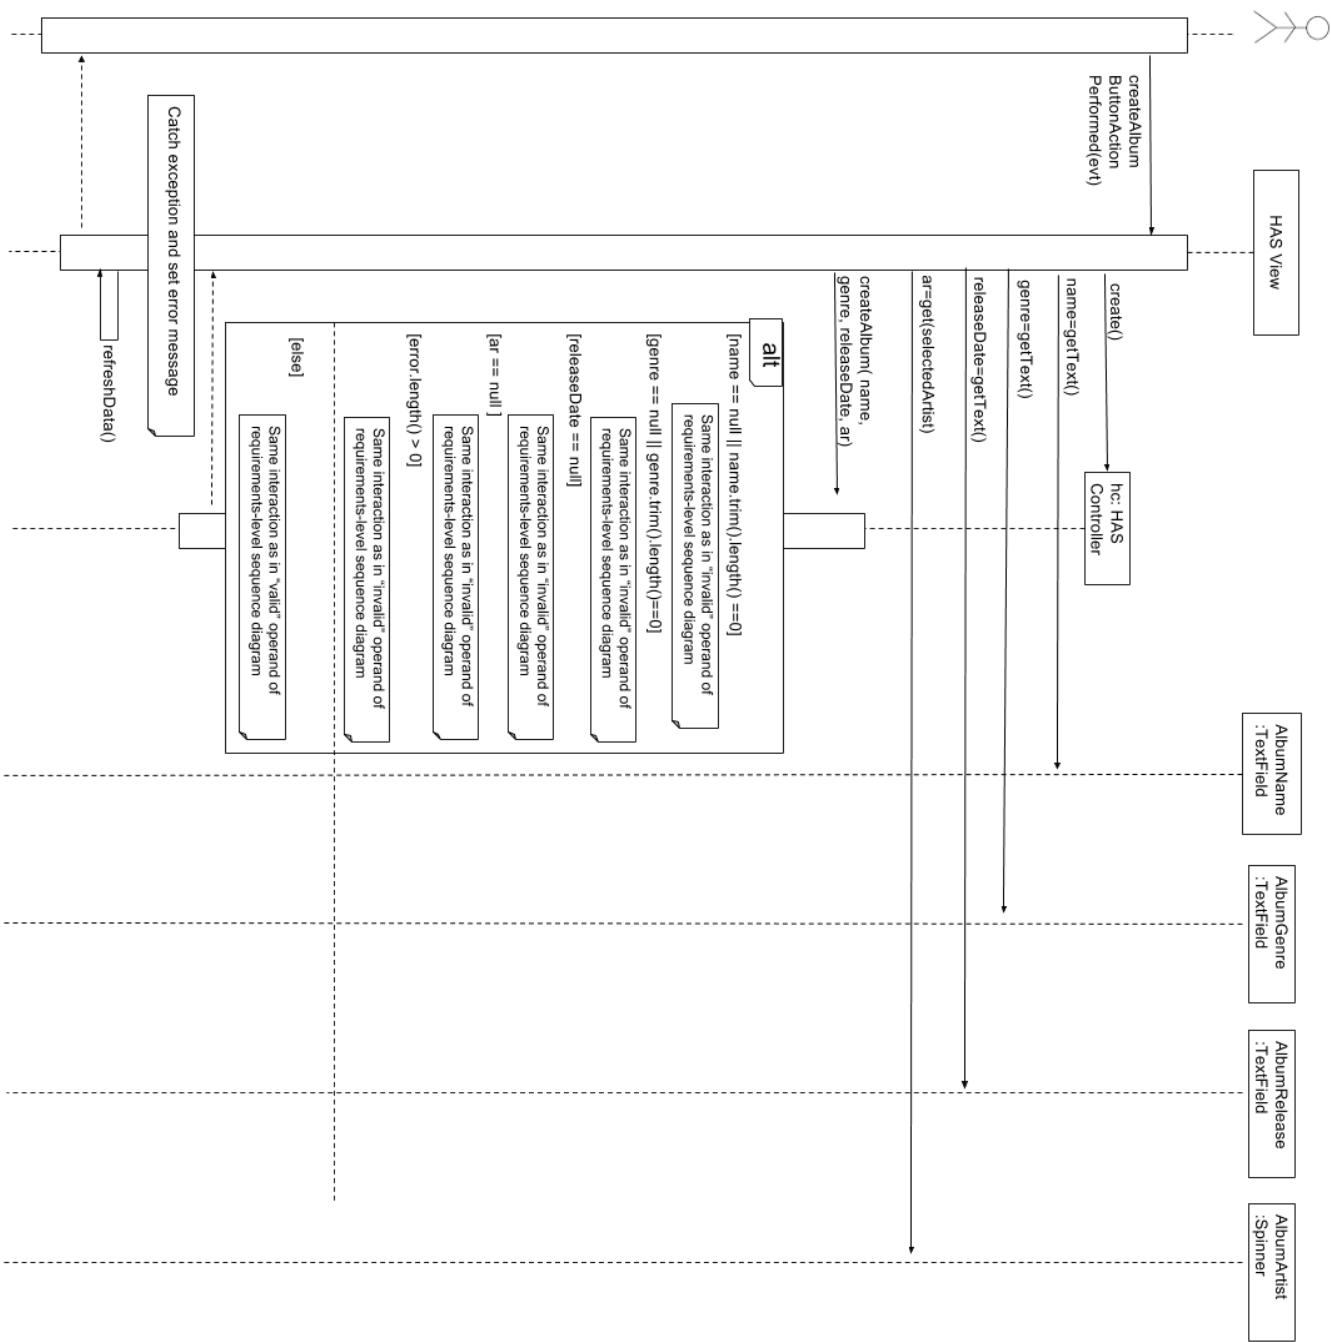 HAS View
AlbumName
:TextField
AlbumGenre
:TextField
AlbumRelease
:TextField
AlbumArtist
:Spinner
createAlbum
ButtonAction
Performed(evt)
create()
hc: HAS
Controller
name=getText()
genre=getText()
releaseDate=getText()
ar=get(selectedArtist)
createAlbum( name,
genre, releaseDate, ar)
alt
[name == null || name.trim().length() ==0]
Same interaction as in “invalid” operand of
requirements-level sequence diagram
[genre == null || genre.trim().length()==0]
Same interaction as in “invalid” operand of
requirements-level sequence diagram
[releaseDate == null]
Same interaction as in “invalid” operand of
requirements-level sequence diagram
[ar == null ]
Same interaction as in “invalid” operand of
requirements-level sequence diagram
[error.length() > 0]
Same interaction as in “invalid” operand of
requirements-level sequence diagram
[else]
Same interaction as in “valid” operand of
requirements-level sequence diagram
Catch exception and set error message
refreshData()